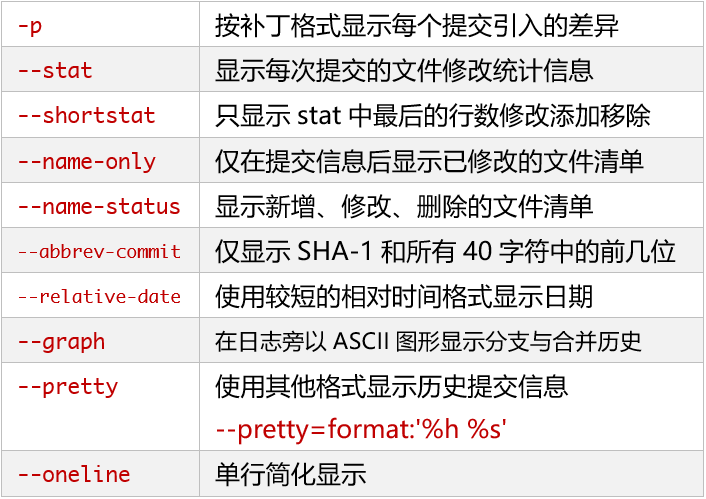 -p 按补丁格式显示每个提交引入的差异
--stat 显示每次提交的文件修改统计信息
--shortstat 只显示 stat 中最后的行数修改添加移除
--name-only 仅在提交信息后显示已修改的文件清单
--name-status 显示新增、修改、删除的文件清单
--abbrev-commit 仅显示 SHA-1 和所有 40 字符中的前几位
--relative-date 使用较短的相对时间格式显示日期
--graph 在日志旁以 ASCII 图形显示分支与合并历史
--pretty 使用其他格式显示历史提交信息
--pretty=format:'%h %s'
--oneline 单行简化显示